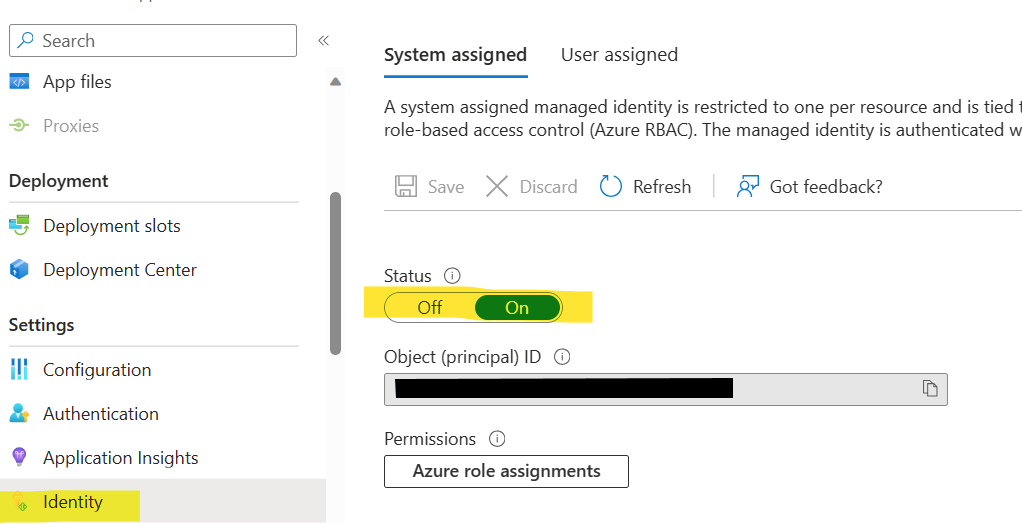 Search
«
App files
Proxies
Deployment
Deployment slots
Deployment Center
Settings
Configuration
Authentication
Application Insights
Identity
System assigned User assigned
A system assigned managed identity is restricted to one per resource and is tied
role-based access control (Azure RBAC). The managed identity is authenticated
Save Discard Refresh Got feedback?
Status
Off On
Object (principal) ID
Permissions
Azure role assignments